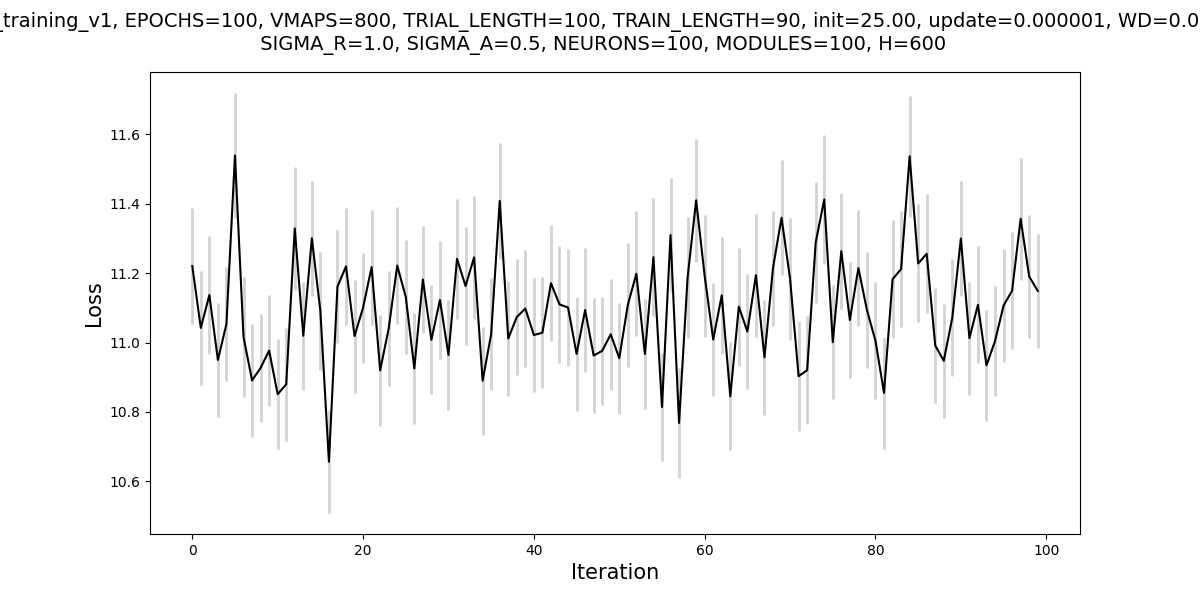 _training_v1, EPOCHS=100, VMAPS=800, TRIAL_LENGTH=100, TRAIN_LENGTH=90, init=25.00, update=0.000001, WD=0.0
SIGMA_R=1.0, SIGMA_A=0.5, NEURONS=100, MODULES=100, H=600
11.6
11.4
11.2
11.0
10.8
10.6
Loss
0 20 40 60 80 100
Iteration